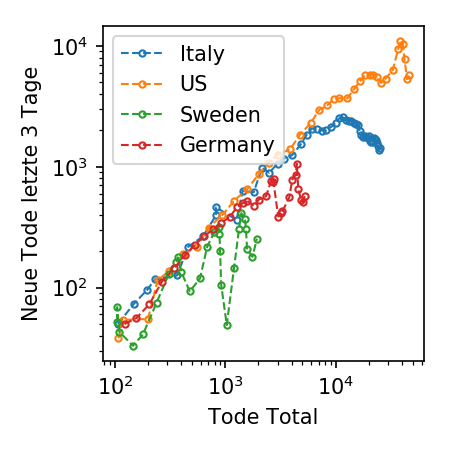 Neue Tode letzte 3 Tage
10⁴
10³
10²
Italy
US
Sweden
Germany
10² 10³ 10⁴
Tode Total